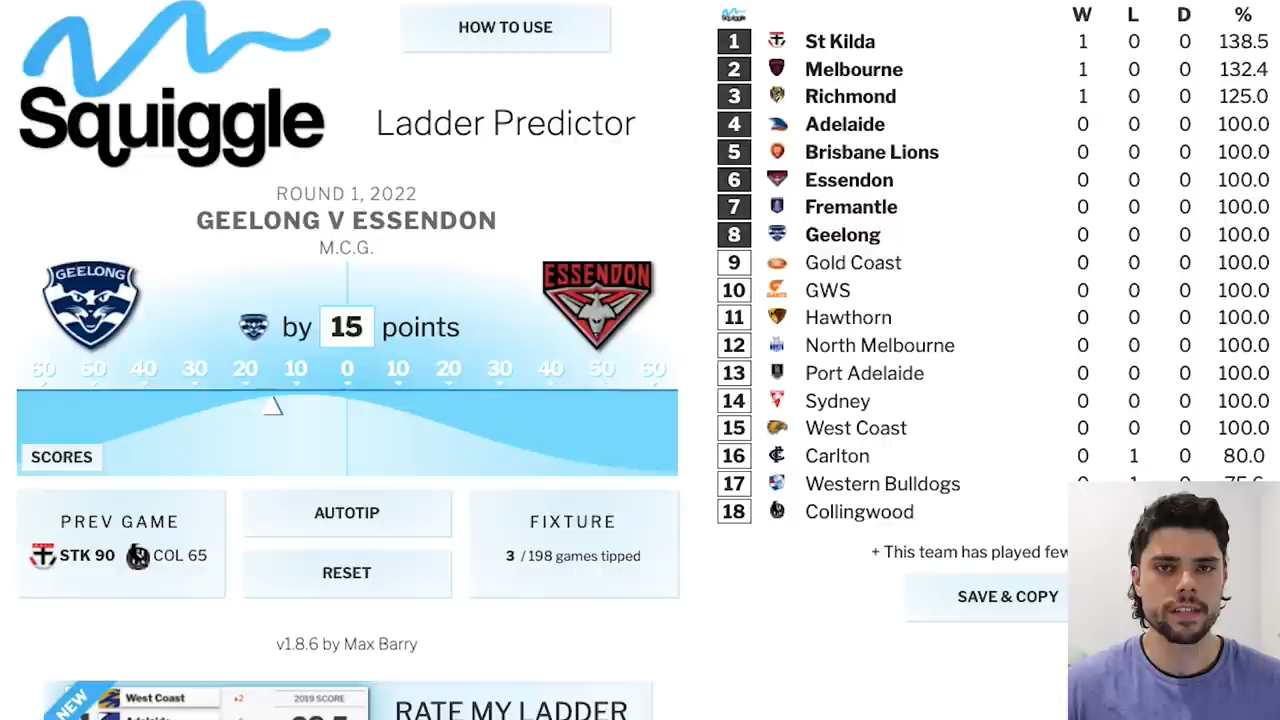 HOW TO USE
Squiggle
Ladder Predictor
ROUND 1, 2022
GEELONG V ESSENDON
M.C.G.
GEELONG
ESSENDON
by 15 points
60 50 40 30 20 10 0 10 20 30 40 50 60
SCORES
PREV GAME
STK 90 COL 65
AUTOTIP
RESET
FIXTURE
3 / 198 games tipped
v1.8.6 by Max Barry
NEW
West Coast +2
2019 SCORE
RATE MY LADDER
Squiggle W L D %
1 St Kilda 1 0 0 138.5
2 Melbourne 1 0 0 132.4
3 Richmond 1 0 0 125.0
4 Adelaide 0 0 0 100.0
5 Brisbane Lions 0 0 0 100.0
6 Essendon 0 0 0 100.0
7 Fremantle 0 0 0 100.0
8 Geelong 0 0 0 100.0
9 Gold Coast 0 0 0 100.0
10 GWS 0 0 0 100.0
11 Hawthorn 0 0 0 100.0
12 North Melbourne 0 0 0 100.0
13 Port Adelaide 0 0 0 100.0
14 Sydney 0 0 0 100.0
15 West Coast 0 0 0 100.0
16 Carlton 0 1 0 80.0
17 Western Bulldogs
18 Collingwood
+ This team has played few
SAVE & COPY